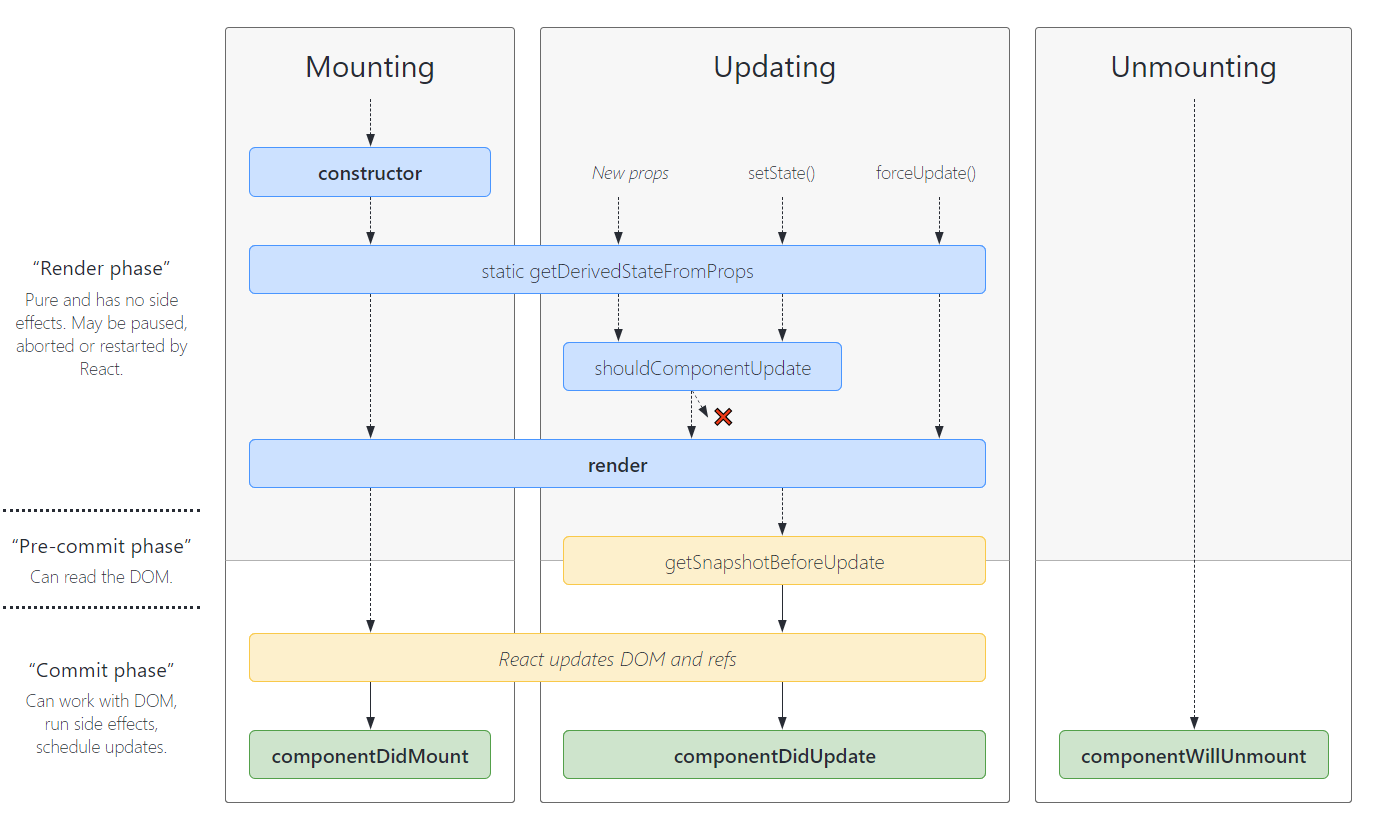 Mounting
Updating
Unmounting
constructor
New props
setState()
forceUpdate()
static getDerivedStateFromProps
“Render phase”
Pure and has no side
effects. May be paused,
aborted or restarted by
React.
shouldComponentUpdate
render
“Pre-commit phase”
Can read the DOM.
getSnapshotBeforeUpdate
React updates DOM and refs
“Commit phase”
Can work with DOM,
run side effects,
schedule updates.
componentDidMount
componentDidUpdate
componentWillUnmount